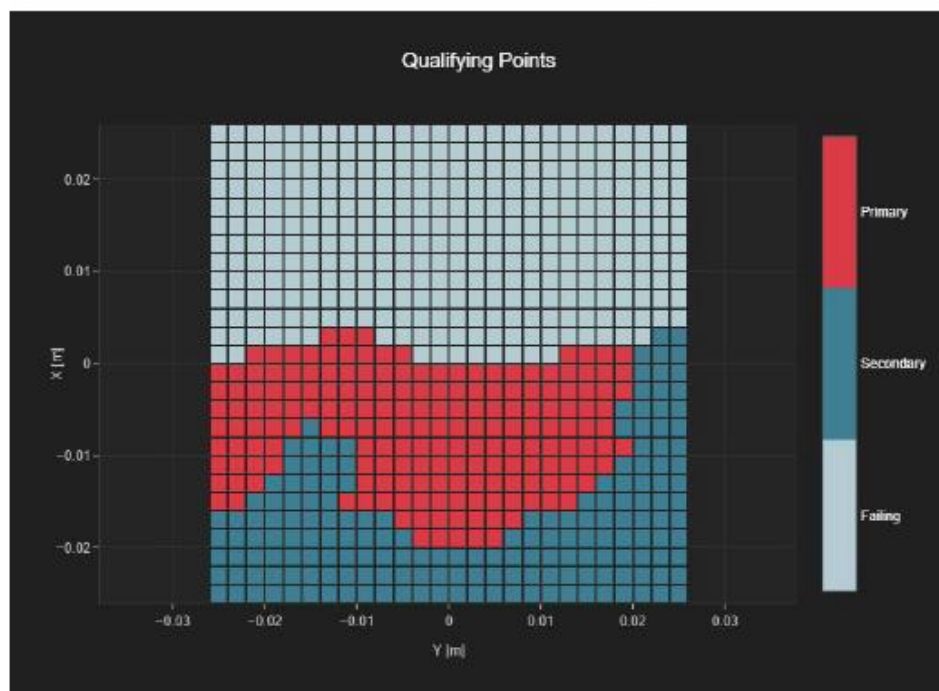 Qualifying Points
0.02
0.01
0
−0.01
−0.02
X [m]
−0.03
−0.02
−0.01
0
0.01
0.02
0.03
Y [m]
Primary
Secondary
Failing